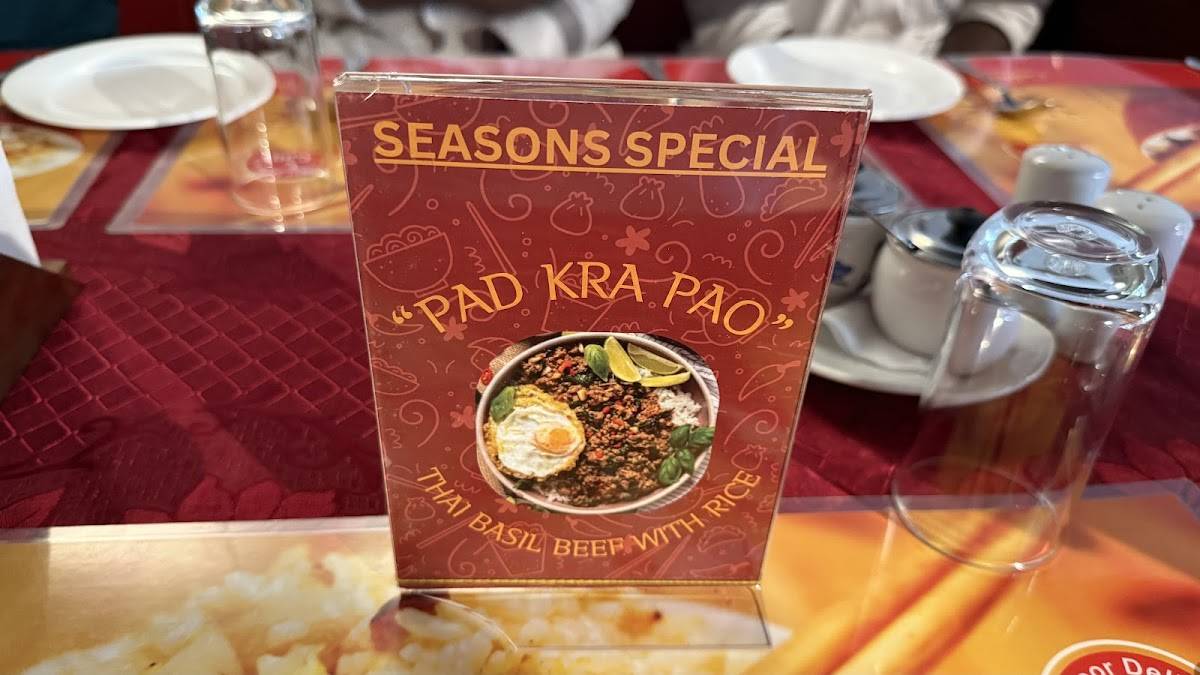 SEASONS SPECIAL
“PAD KRA PAO”
THAI BASIL BEEF WITH RICE